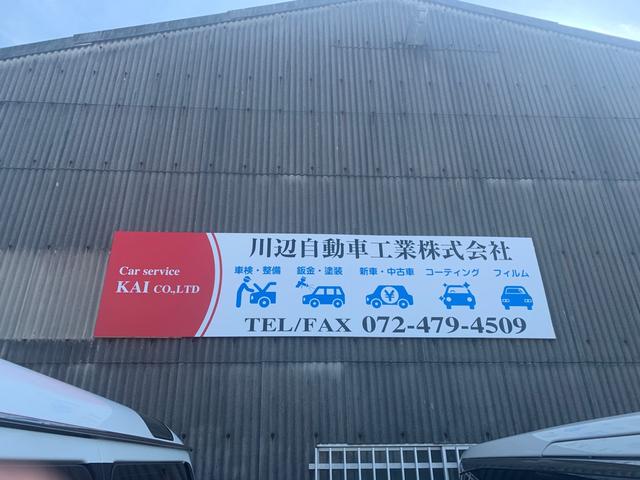 Car service
KAI CO.,LTD
川辺自動車工業株式会社
車検・整備 鈑金・塗装 新車・中古車 コーティング フィルム
¥
TEL/FAX 072-479-4509